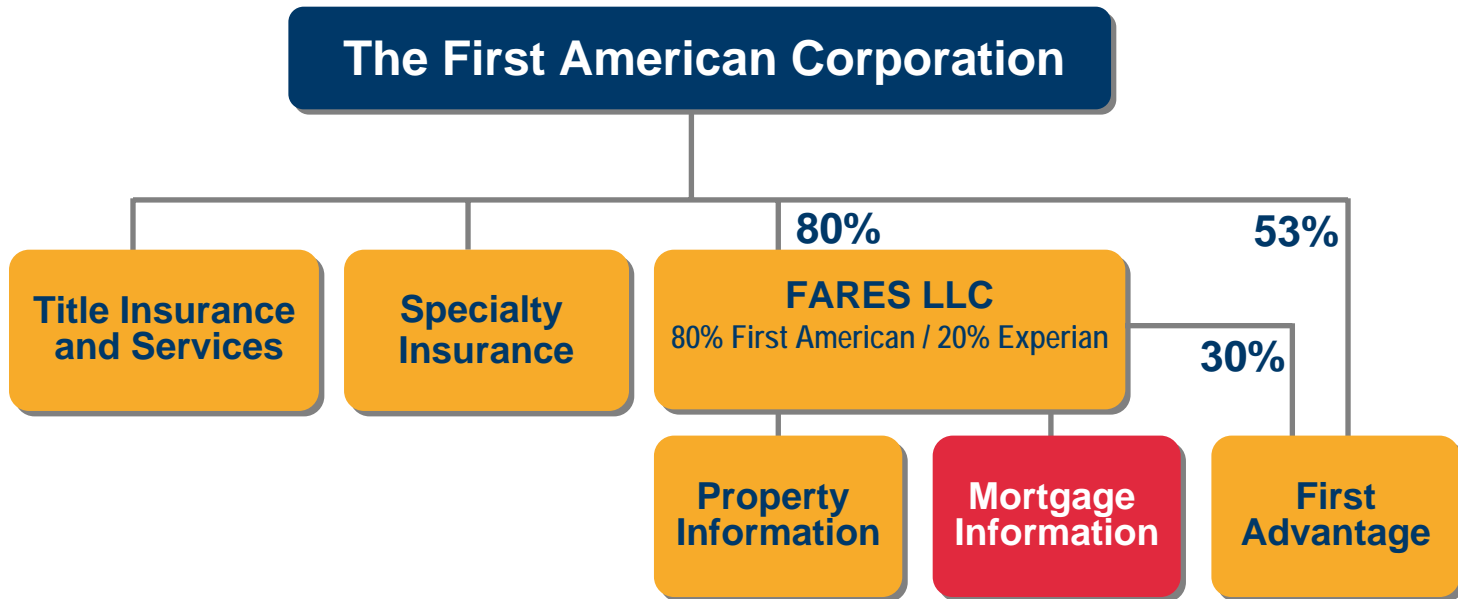 The First American Corporation
80%
53%
Title Insurance
and Services
Specialty
Insurance
FARES LLC
80% First American / 20% Experian
30%
Property
Information
Mortgage
Information
First
Advantage